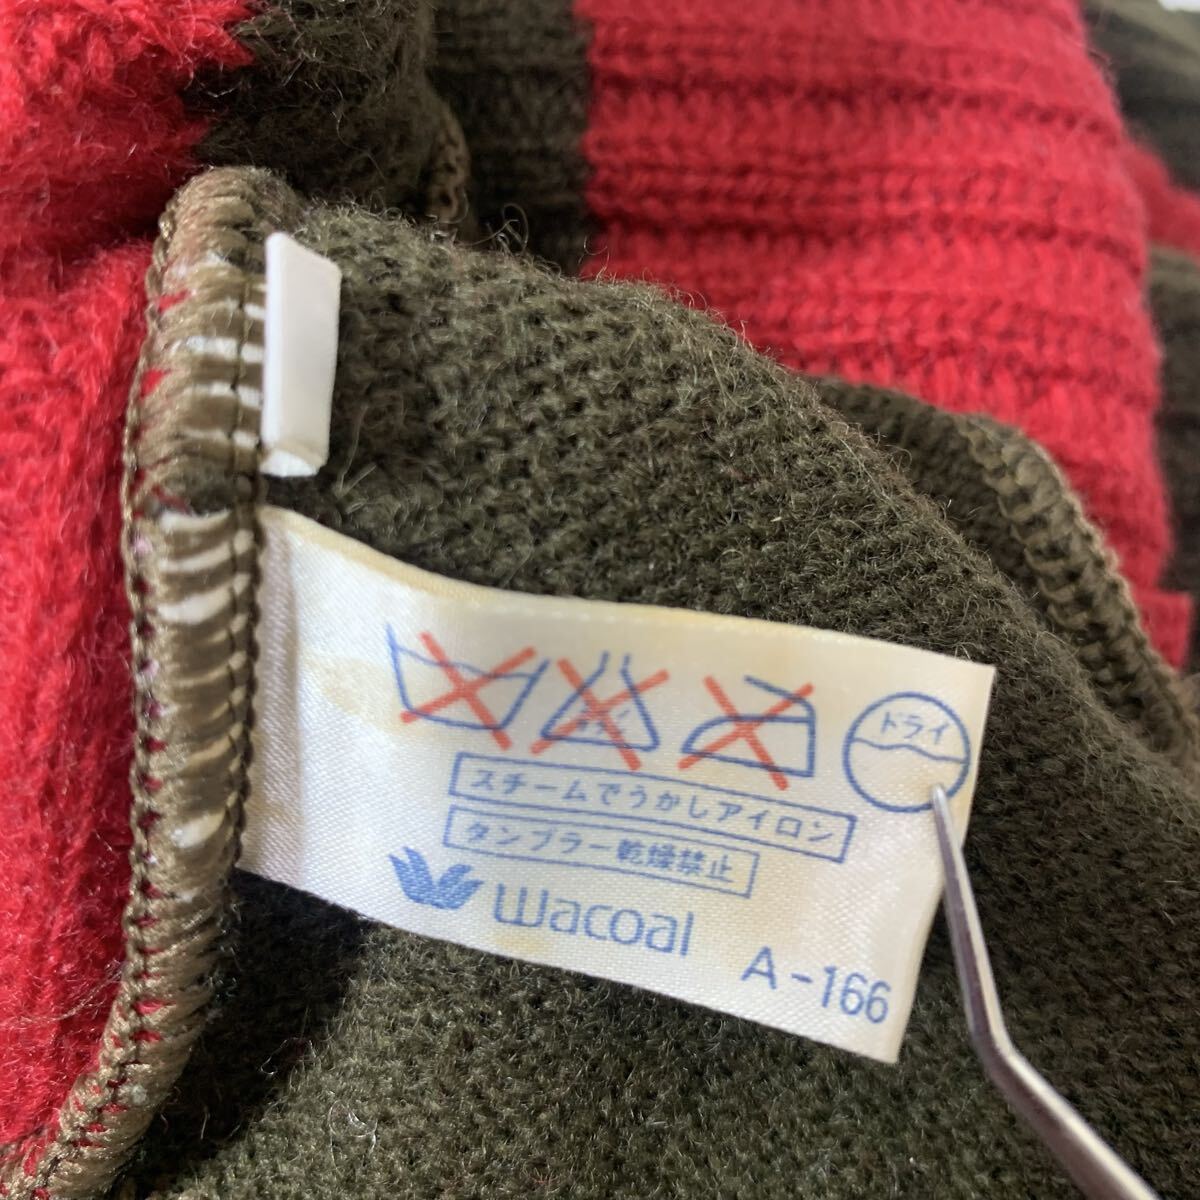 ドライ
スチームでうかしアイロン
タンブラー乾燥禁止
Wacoal
A-166